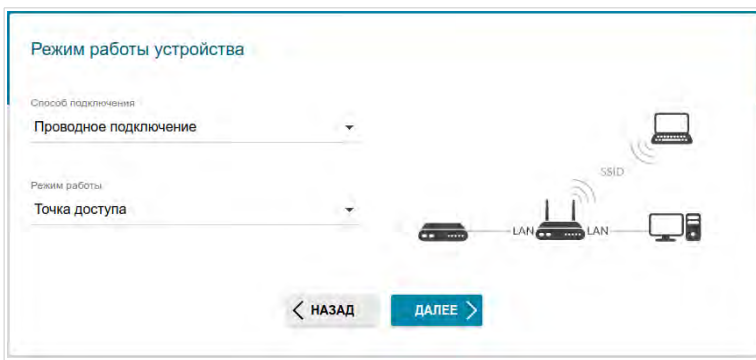 Режим работы устройства
Способ подключения
Проводное подключение
SSID
Режим работы
Точка доступа
LAN LAN
НАЗАД ДАЛЕЕ